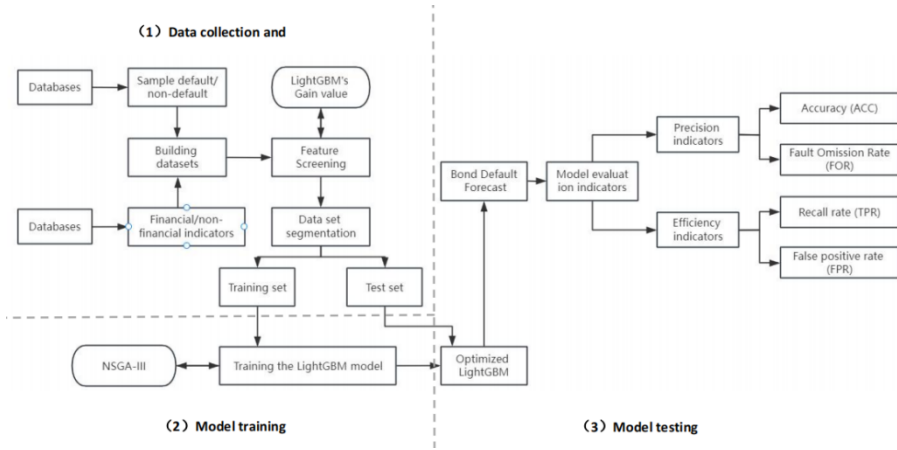 （1）Data collection and
Databases
Sample default/
non-default
LightGBM's
Gain value
Building
datasets
Feature
Screening
Databases
Financial/non-
financial indicators
Data set
segmentation
Training set
Test set
NSGA-III
Training the LightGBM model
Optimized
LightGBM
（2）Model training
Bond Default
Forecast
Model evaluat
ion indicators
Precision
indicators
Accuracy (ACC)
Fault Omission Rate
(FOR)
Efficiency
indicators
Recall rate (TPR)
False positive rate
(FPR)
（3）Model testing